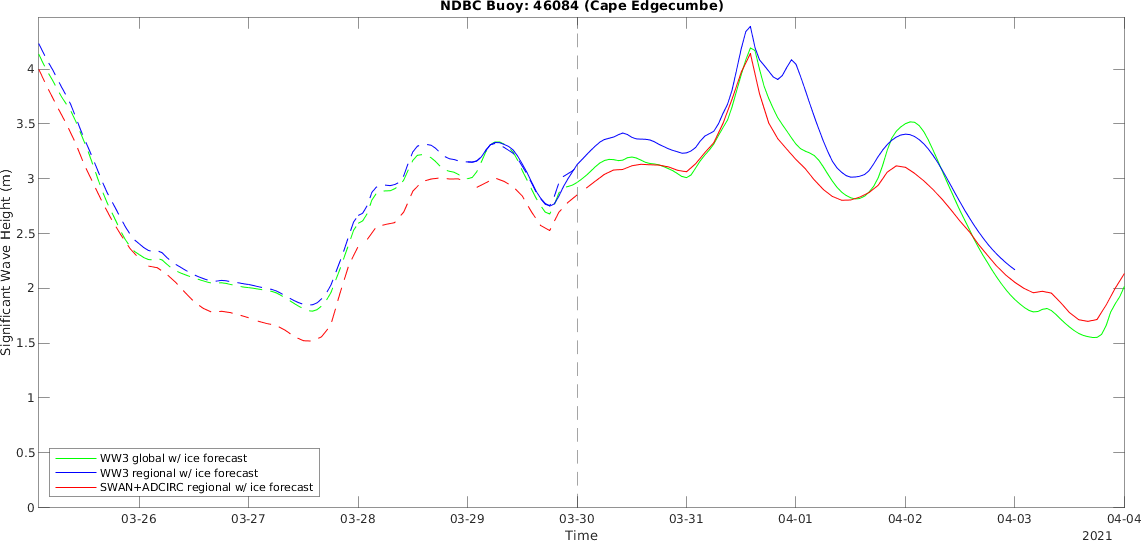 NDBC Buoy: 46084 (Cape Edgecumbe)
Significant Wave Height (m)
4
3.5
3
2.5
2
1.5
1
0.5
0
WW3 global w/ ice forecast
WW3 regional w/ ice forecast
SWAN+ADCIRC regional w/ ice forecast
03-26 03-27 03-28 03-29 03-30 03-31 04-01 04-02 04-03 04-04
Time
2021